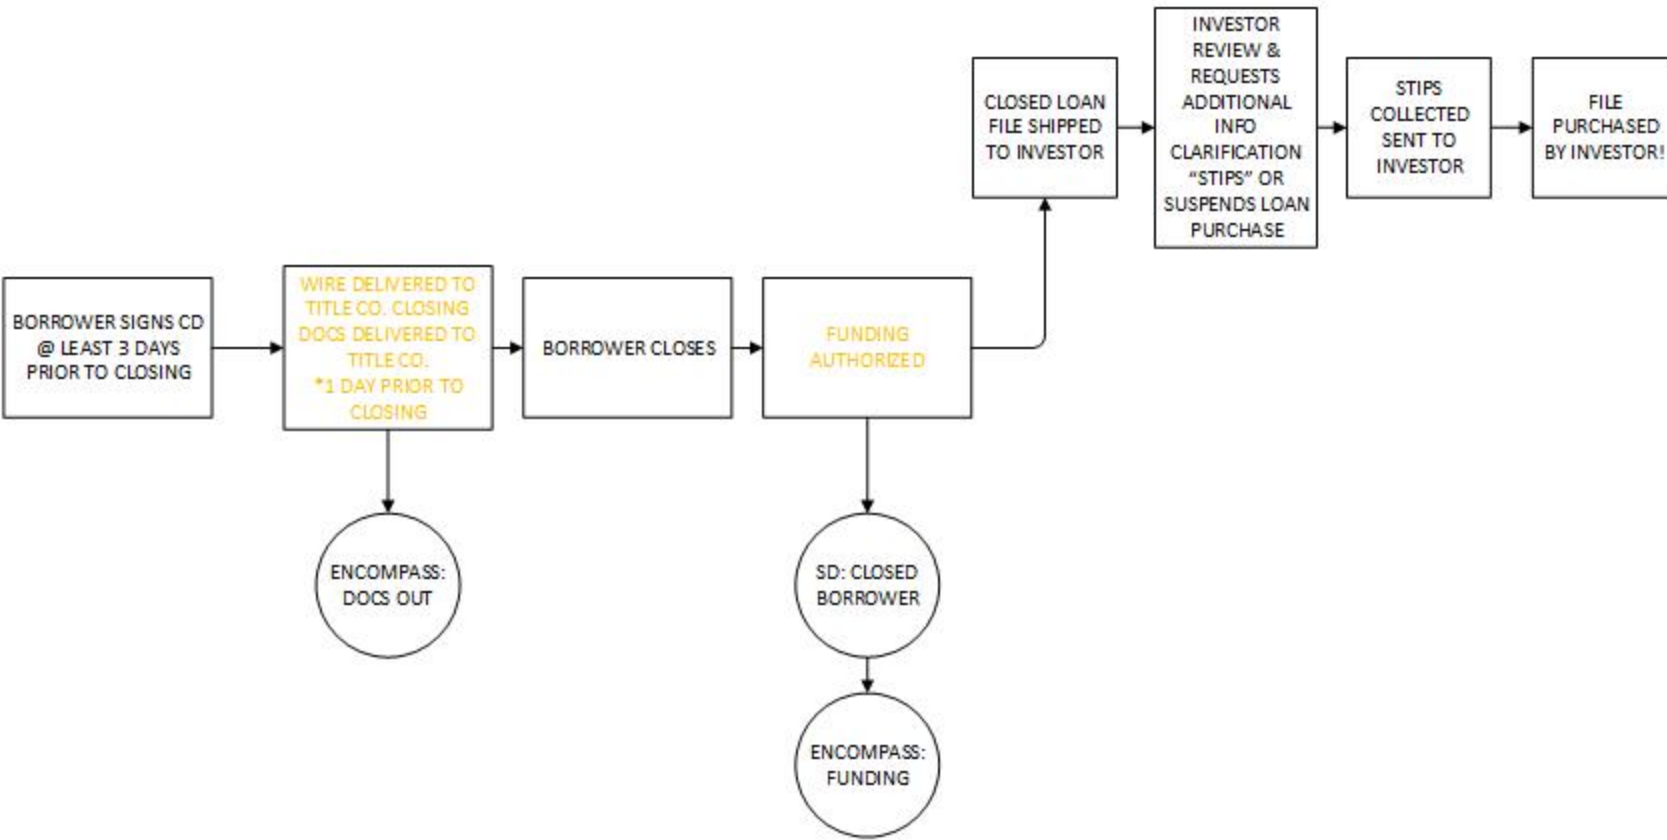 BORROWER SIGNS CD
@ LEAST 3 DAYS
PRIOR TO CLOSING
WIRE DELIVERED TO
TITLE CO. CLOSING
DOCS DELIVERED TO
TITLE CO.
*1 DAY PRIOR TO
CLOSING
ENCOMPASS:
DOCS OUT
BORROWER CLOSES
FUNDING
AUTHORIZED
SD: CLOSED
BORROWER
ENCOMPASS:
FUNDING
CLOSED LOAN
FILE SHIPPED
TO INVESTOR
INVESTOR
REVIEW &
REQUESTS
ADDITIONAL
INFO
CLARIFICATION
“STIPS” OR
SUSPENDS LOAN
PURCHASE
STIPS
COLLECTED
SENT TO
INVESTOR
FILE
PURCHASED
BY INVESTOR!